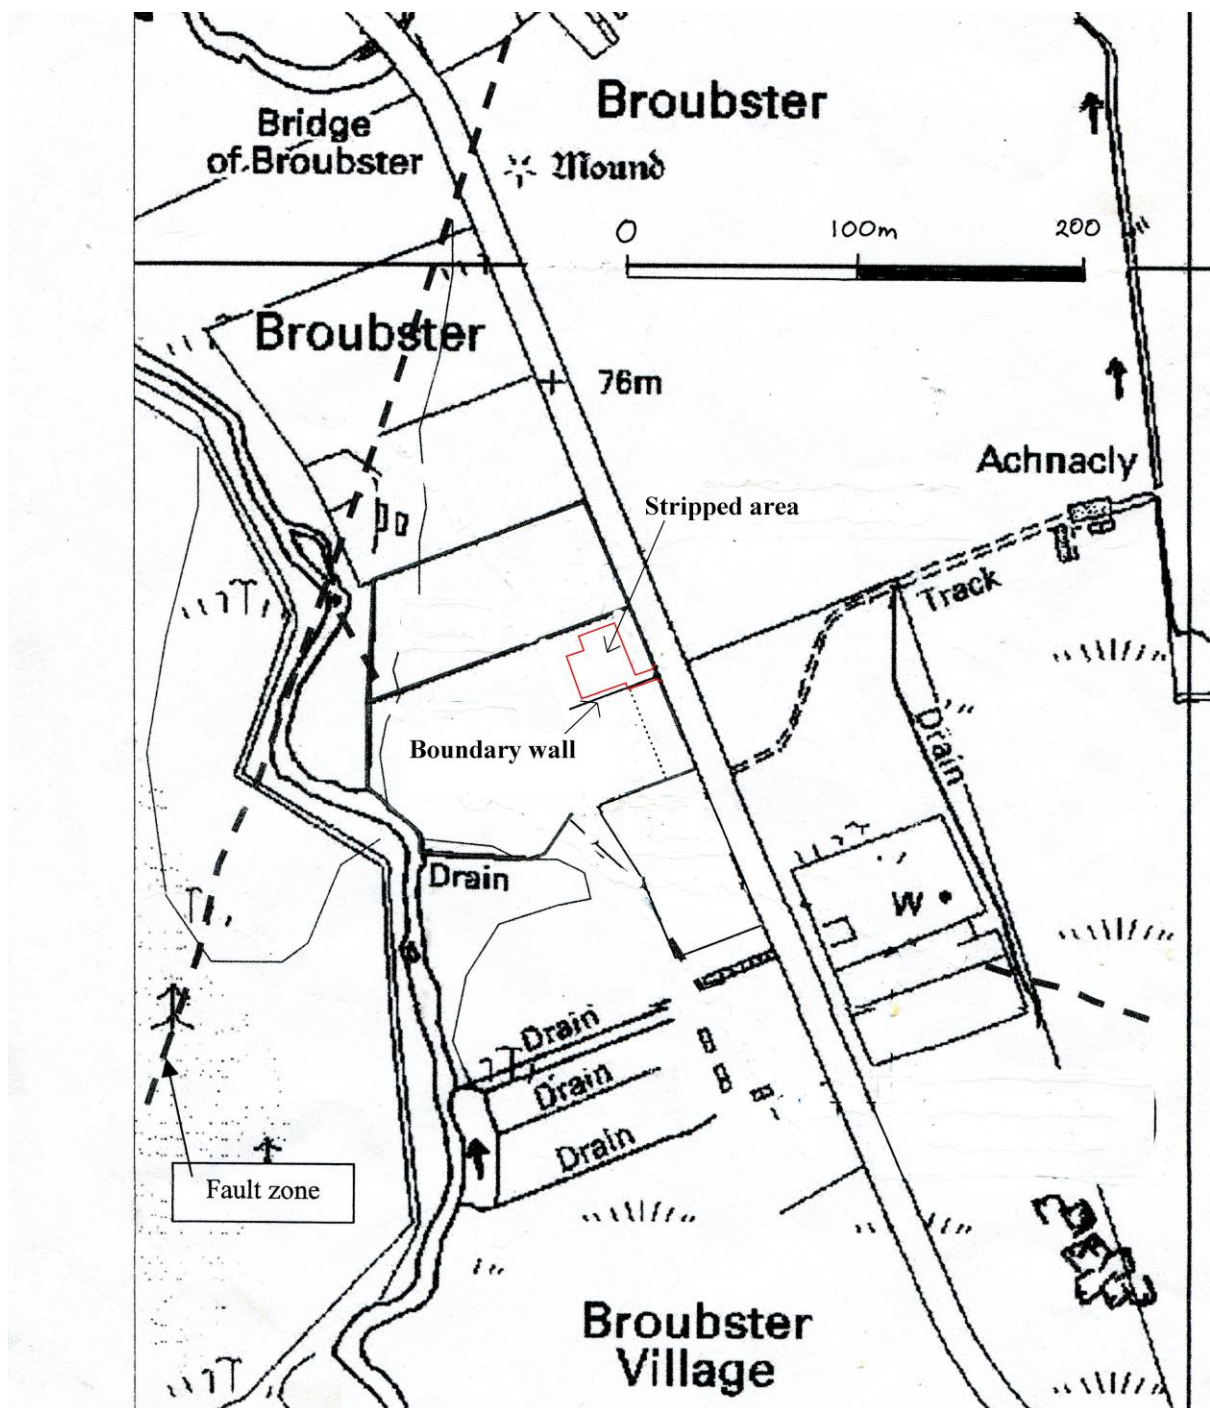 Broubster
Bridge
of Broubster
Mound
0 100m 200
Broubster
76m
Achnacly
Stripped area
Track
Boundary wall
Drain
Drain
W
Drain
Drain
Drain
Fault zone
Broubster
Village